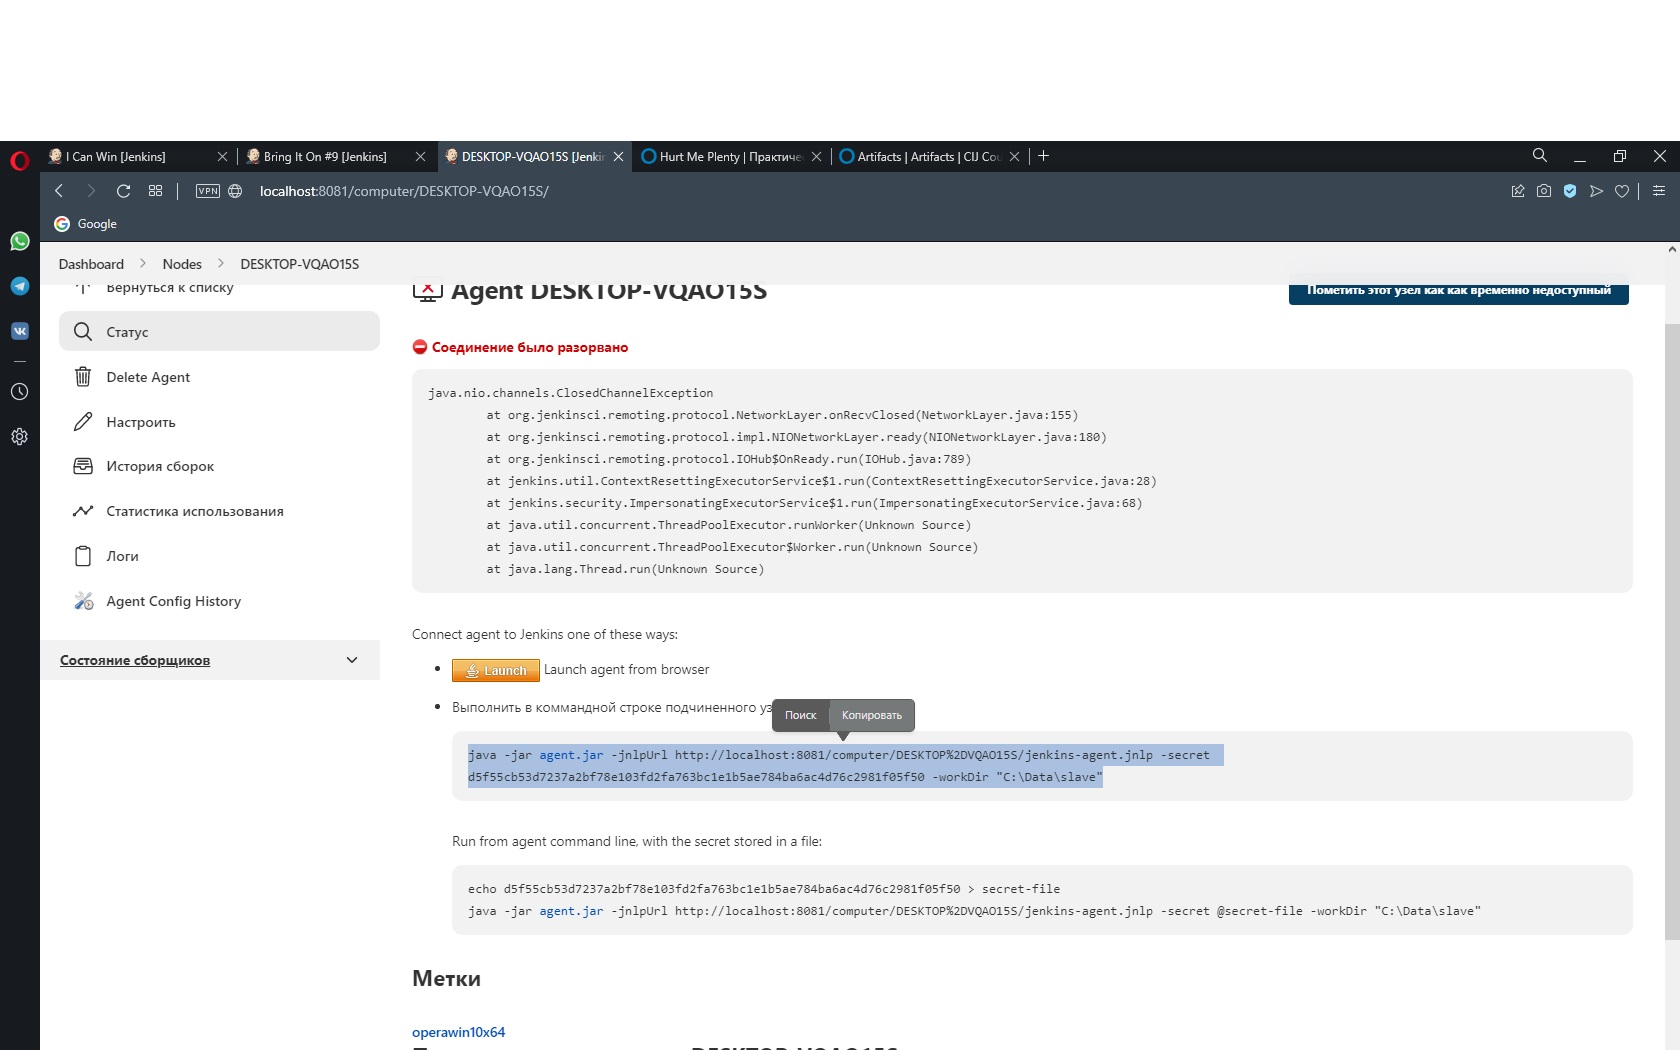 I Can Win [Jenkins]
Bring It On #9 [Jenkins]
DESKTOP-VQAO15S [Jenkin
Hurt Me Plenty | Практичес
Artifacts | Artifacts | CIJ Cou
VPN
localhost:8081/computer/DESKTOP-VQAO15S/
Google
Dashboard
Nodes
DESKTOP-VQAO15S
Вернуться к списку
Статус
Delete Agent
Настроить
История сборок
Статистика использования
Логи
Agent Config History
Состояние сборщиков
Agent DESKTOP-VQAO15S
Пометить этот узел как как временно недоступный
Соединение было разорвано
java.nio.channels.ClosedChannelException
at org.jenkinsci.remoting.protocol.NetworkLayer.onRecvClosed(NetworkLayer.java:155)
at org.jenkinsci.remoting.protocol.impl.NIONetworkLayer.ready(NIONetworkLayer.java:180)
at org.jenkinsci.remoting.protocol.IOHub$OnReady.run(IOHub.java:789)
at jenkins.util.ContextResettingExecutorService$1.run(ContextResettingExecutorService.java:28)
at jenkins.security.ImpersonatingExecutorService$1.run(ImpersonatingExecutorService.java:68)
at java.util.concurrent.ThreadPoolExecutor.runWorker(Unknown Source)
at java.util.concurrent.ThreadPoolExecutor$Worker.run(Unknown Source)
at java.lang.Thread.run(Unknown Source)
Connect agent to Jenkins one of these ways:
Launch Launch agent from browser
Выполнить в коммандной строке подчиненного уз
Поиск
Копировать
java -jar agent.jar -jnlpUrl http://localhost:8081/computer/DESKTOP%2DVQAO15S/jenkins-agent.jnlp -secret
d5f55cb53d7237a2bf78e103fd2fa763bc1e1b5ae784ba6ac4d76c2981f05f50 -workDir "C:\Data\slave"
Run from agent command line, with the secret stored in a file:
echo d5f55cb53d7237a2bf78e103fd2fa763bc1e1b5ae784ba6ac4d76c2981f05f50 > secret-file
java -jar agent.jar -jnlpUrl http://localhost:8081/computer/DESKTOP%2DVQAO15S/jenkins-agent.jnlp -secret @secret-file -workDir "C:\Data\slave"
Метки
operawin10x64
DESKTOP-VQAO15S